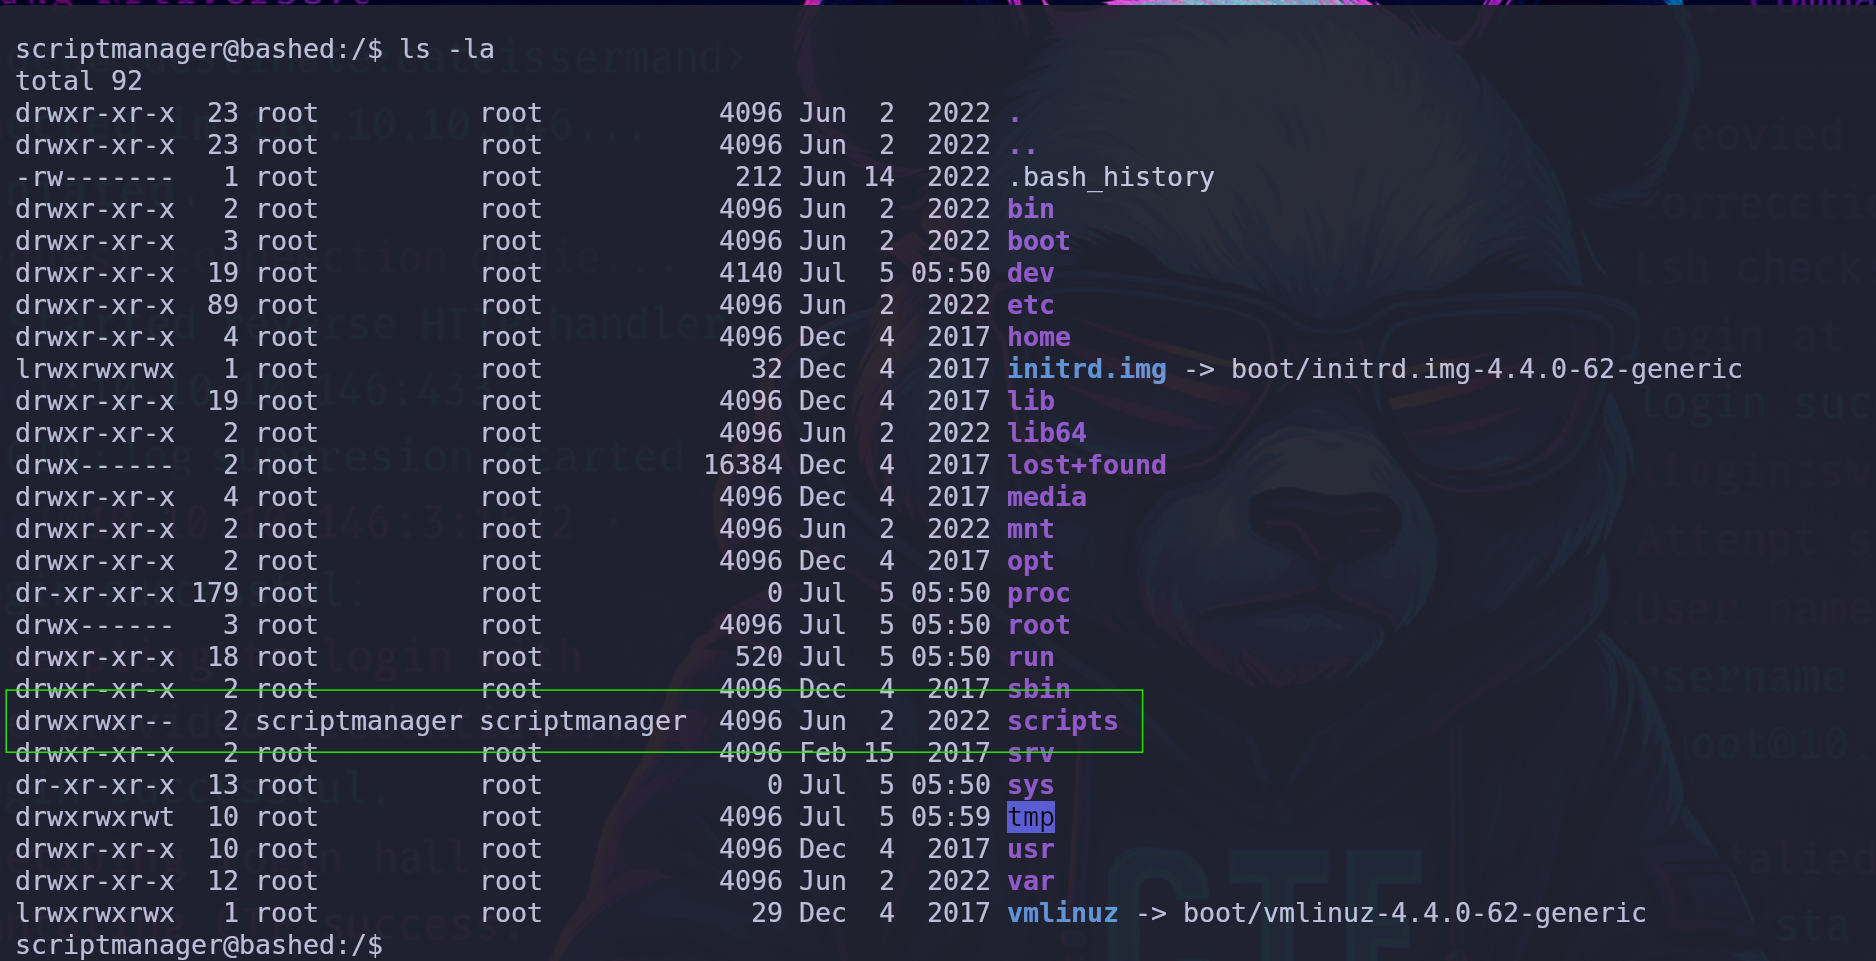 scriptmanager@bashed:/$ ls -la
total 92
drwxr-xr-x  23 root          root           4096 Jun  2  2022 .
drwxr-xr-x  23 root          root           4096 Jun  2  2022 ..
-rw-------   1 root          root            212 Jun 14  2022 .bash_history
drwxr-xr-x   2 root          root           4096 Jun  2  2022 bin
drwxr-xr-x   3 root          root           4096 Jun  2  2022 boot
drwxr-xr-x  19 root          root           4140 Jul  5 05:50 dev
drwxr-xr-x  89 root          root           4096 Jun  2  2022 etc
drwxr-xr-x   4 root          root           4096 Dec  4  2017 home
lrwxrwxrwx   1 root          root             32 Dec  4  2017 initrd.img -> boot/initrd.img-4.4.0-62-generic
drwxr-xr-x  19 root          root           4096 Dec  4  2017 lib
drwxr-xr-x   2 root          root           4096 Jun  2  2022 lib64
drwx------   2 root          root          16384 Dec  4  2017 lost+found
drwxr-xr-x   4 root          root           4096 Dec  4  2017 media
drwxr-xr-x   2 root          root           4096 Jun  2  2022 mnt
drwxr-xr-x   2 root          root           4096 Dec  4  2017 opt
dr-xr-xr-x 179 root          root              0 Jul  5 05:50 proc
drwx------   3 root          root           4096 Jul  5 05:50 root
drwxr-xr-x  18 root          root            520 Jul  5 05:50 run
drwxr-xr-x   2 root          root           4096 Dec  4  2017 sbin
drwxrwxr--   2 scriptmanager scriptmanager  4096 Jun  2  2022 scripts
drwxr-xr-x   2 root          root           4096 Feb 15  2017 srv
dr-xr-xr-x  13 root          root              0 Jul  5 05:50 sys
drwxrwxrwt  10 root          root           4096 Jul  5 05:59 tmp
drwxr-xr-x  10 root          root           4096 Dec  4  2017 usr
drwxr-xr-x  12 root          root           4096 Jun  2  2022 var
lrwxrwxrwx   1 root          root             29 Dec  4  2017 vmlinuz -> boot/vmlinuz-4.4.0-62-generic
scriptmanager@bashed:/$
CTF